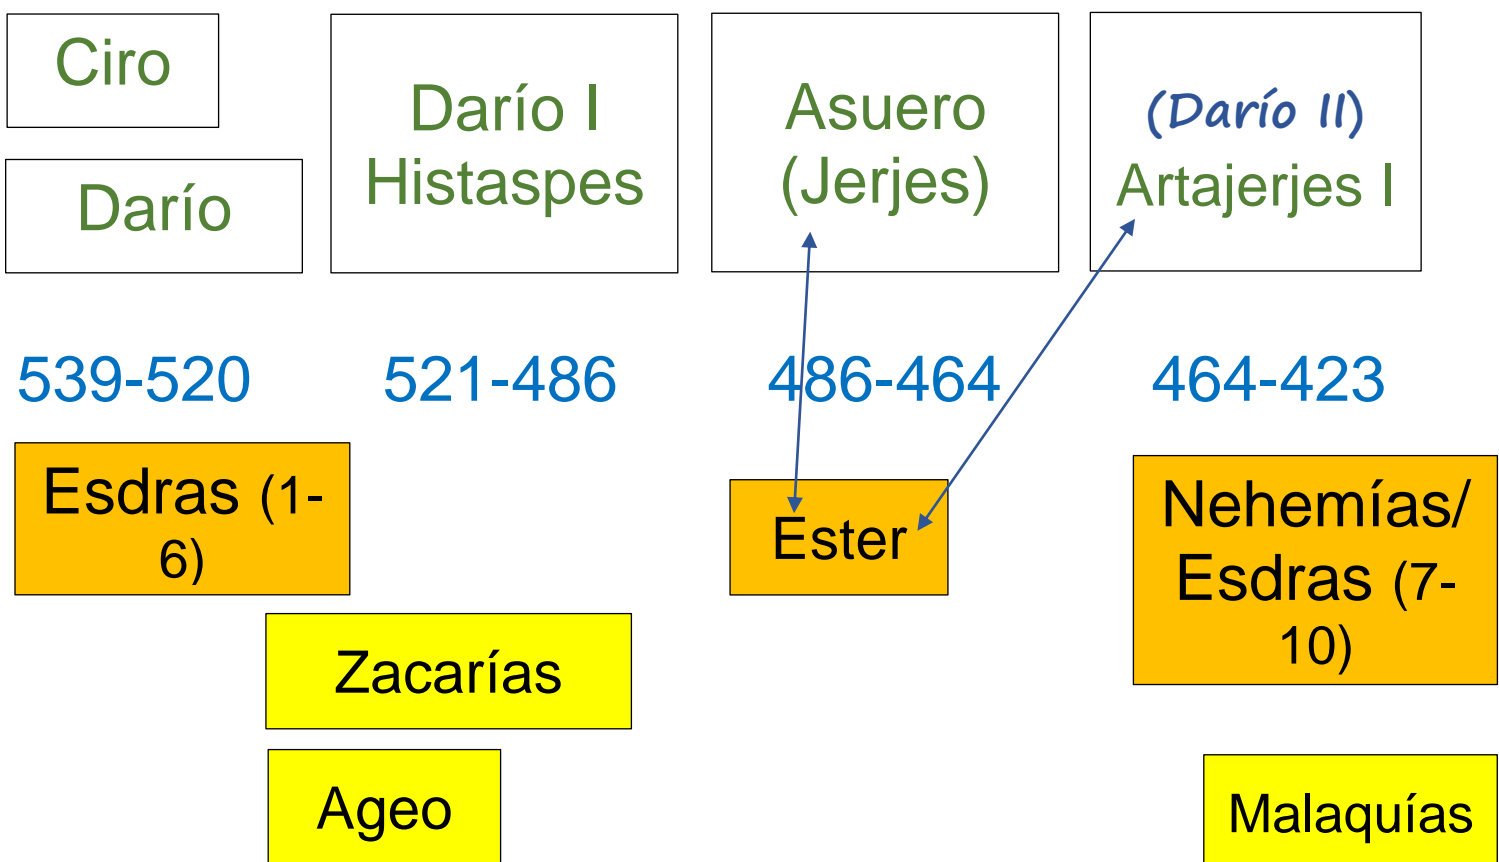 Ciro
Darío
Darío I
Histaspes
Asuero
(Jerjes)
(Darío II)
Artajerjes I
539-520
521-486
486-464
464-423
Esdras (1-
6)
Ester
Nehemías/
Esdras (7-
10)
Zacarías
Ageo
Malaquías